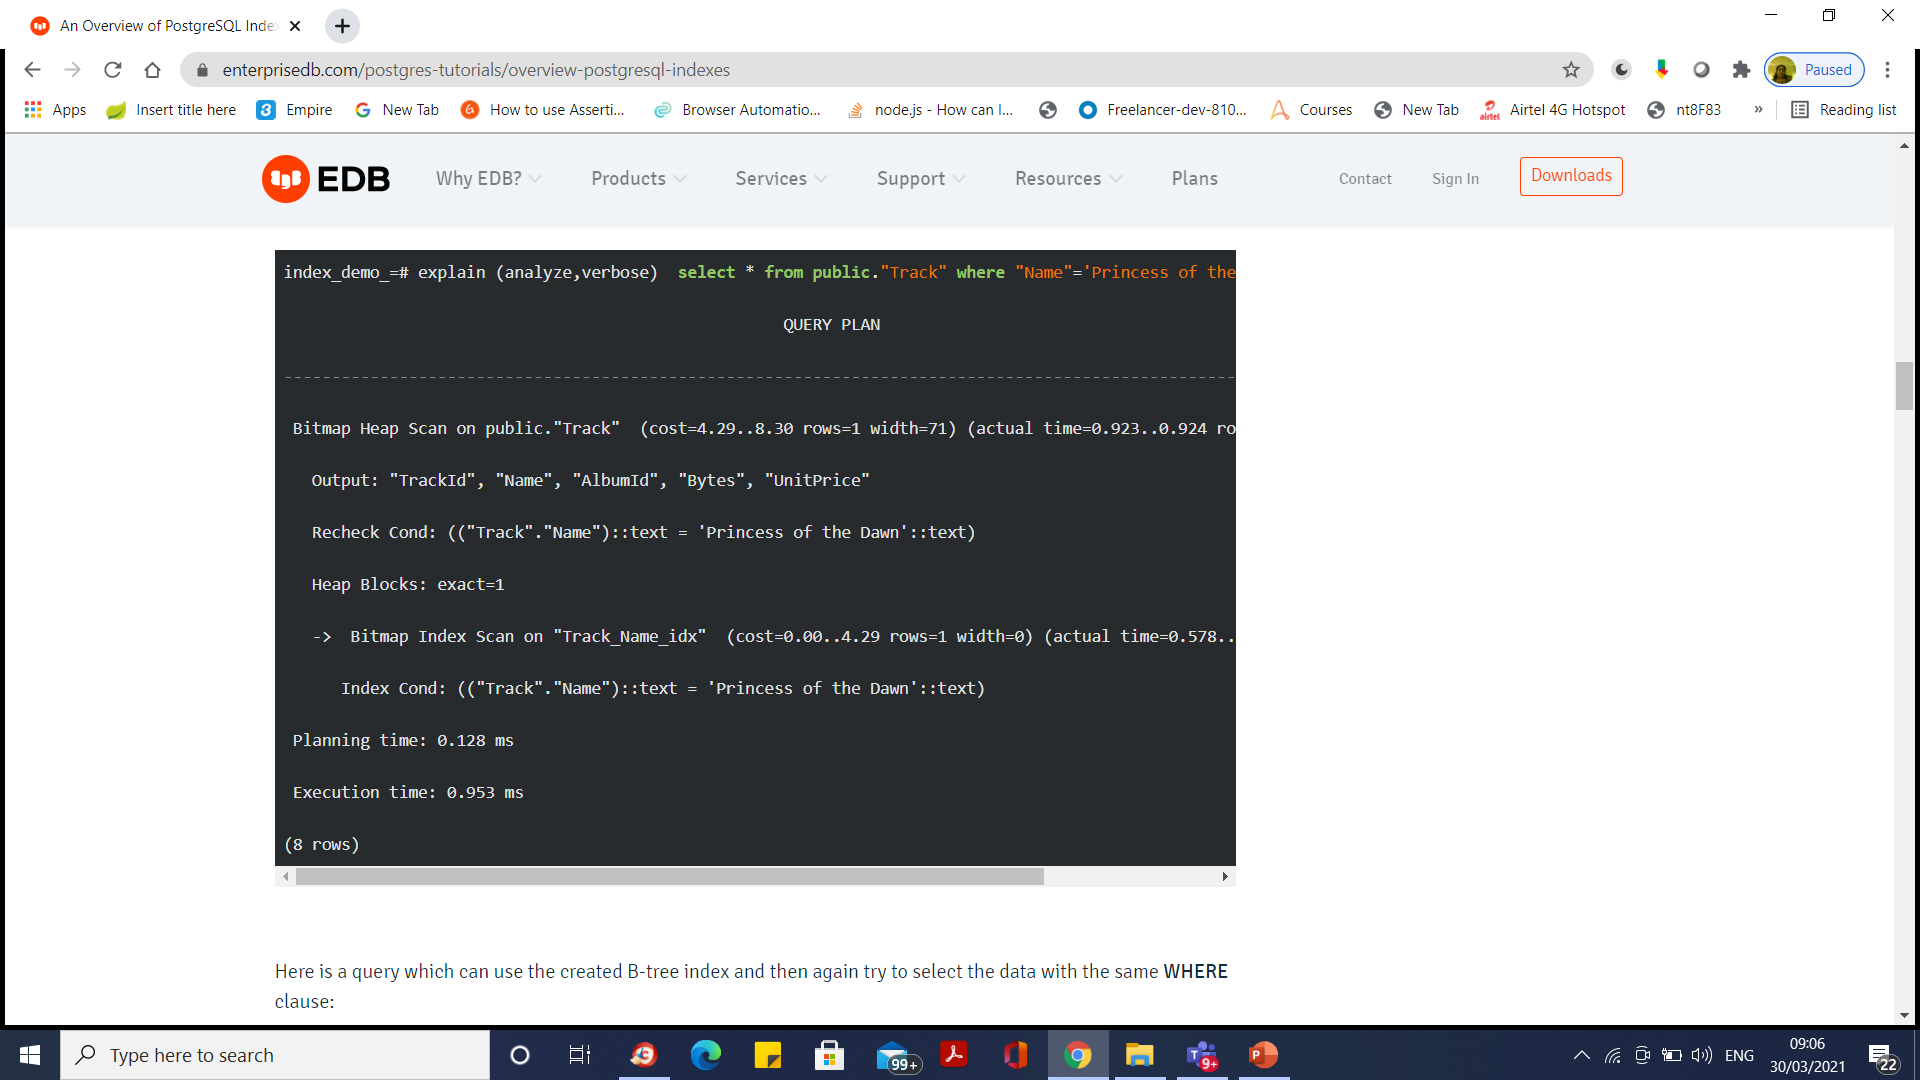 An Overview of PostgreSQL Inde
enterprisedb.com/postgres-tutorials/overview-postgresql-indexes
Paused
Apps
Insert title here
Empire
New Tab
How to use Asserti...
Browser Automatio...
node.js - How can I...
Freelancer-dev-810...
Courses
New Tab
airtel
Airtel 4G Hotspot
nt8F83
»
Reading list
EDB
Why EDB?
Products
Services
Support
Resources
Plans
Contact
Sign In
Downloads
index_demo_=# explain (analyze,verbose)  select * from public."Track" where "Name"='Princess of the
QUERY PLAN
---------------------------------------------------------------------------------------------------
Bitmap Heap Scan on public."Track"  (cost=4.29..8.30 rows=1 width=71) (actual time=0.923..0.924 ro
Output: "TrackId", "Name", "AlbumId", "Bytes", "UnitPrice"
Recheck Cond: (("Track"."Name")::text = 'Princess of the Dawn'::text)
Heap Blocks: exact=1
->  Bitmap Index Scan on "Track_Name_idx"  (cost=0.00..4.29 rows=1 width=0) (actual time=0.578..
Index Cond: (("Track"."Name")::text = 'Princess of the Dawn'::text)
Planning time: 0.128 ms
Execution time: 0.953 ms
(8 rows)
Here is a query which can use the created B-tree index and then again try to select the data with the same WHERE
clause:
Type here to search
99+
9+
ENG
09:06
30/03/2021
22